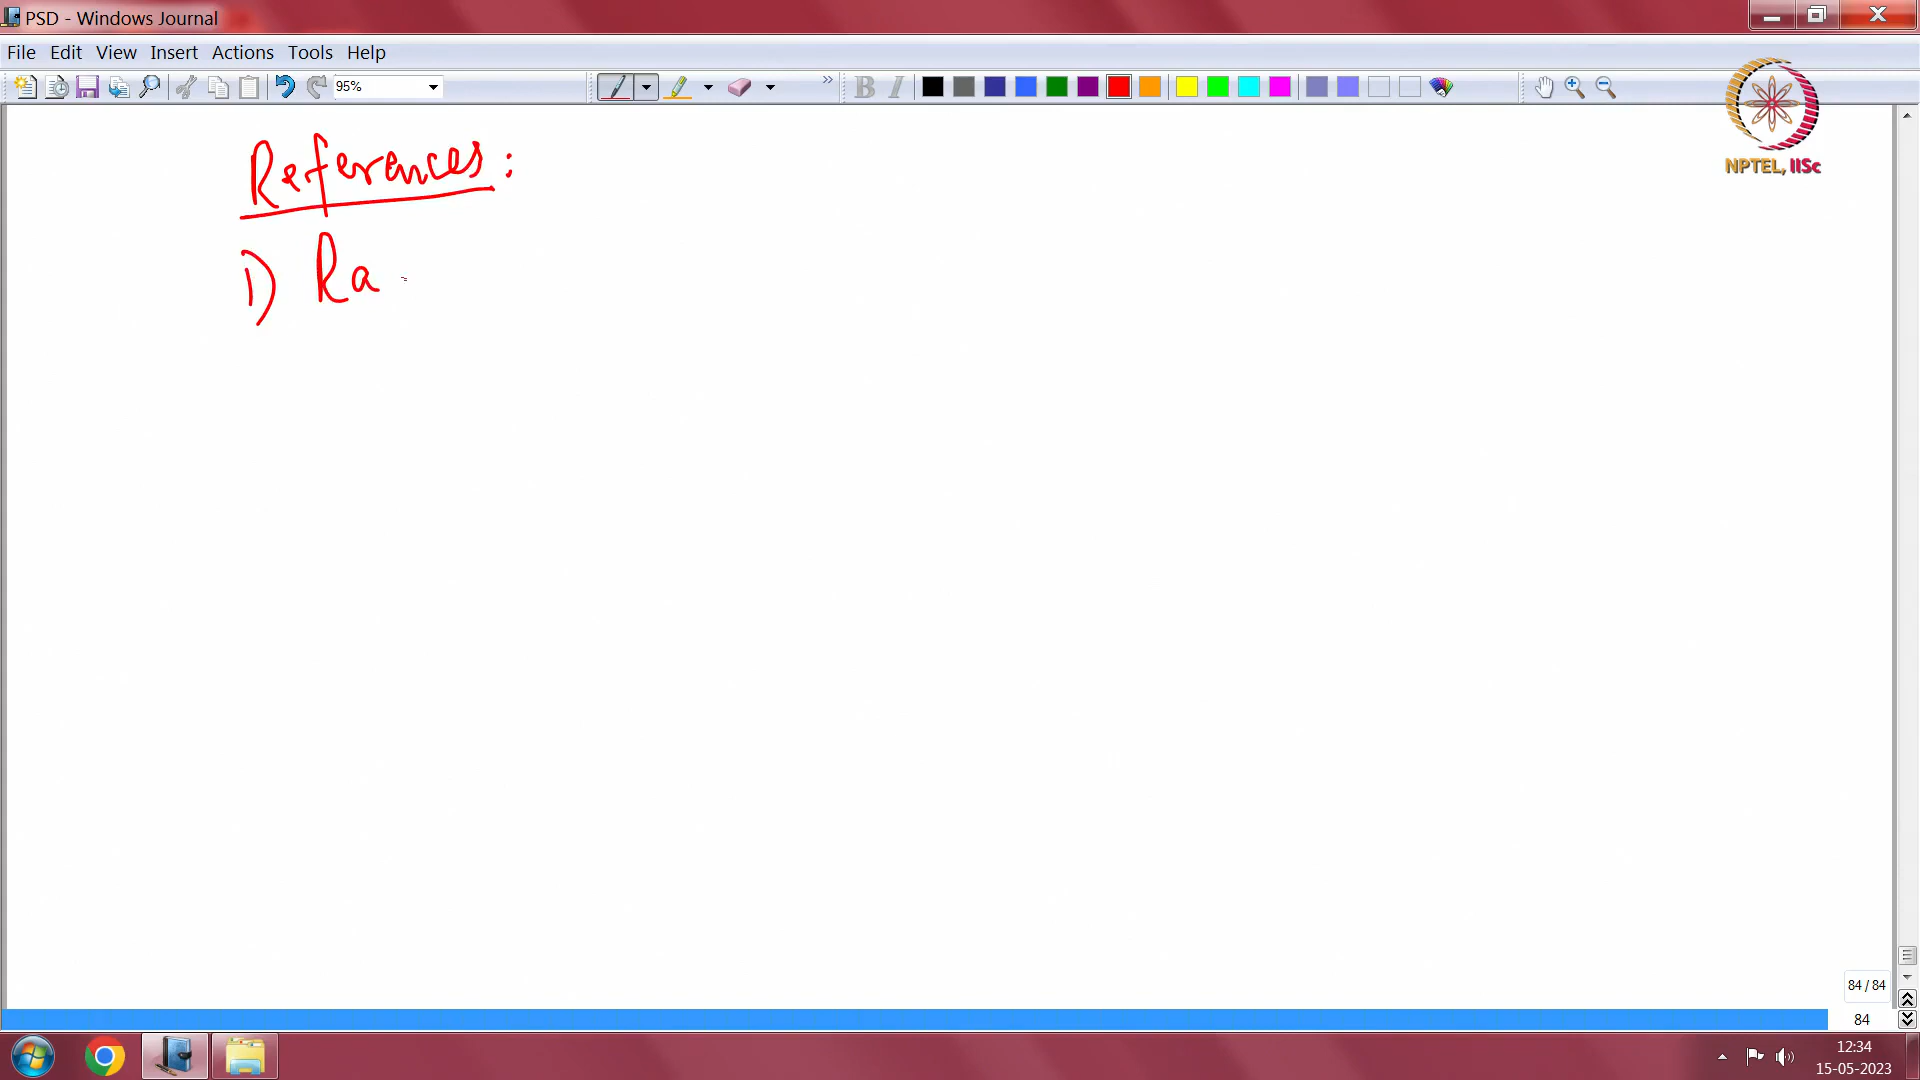 PSD - Windows Journal
File Edit View Insert Actions Tools Help
95%
B I
NPTEL, IISc
References:
1) Ra
84 / 84
84
12:34
15-05-2023